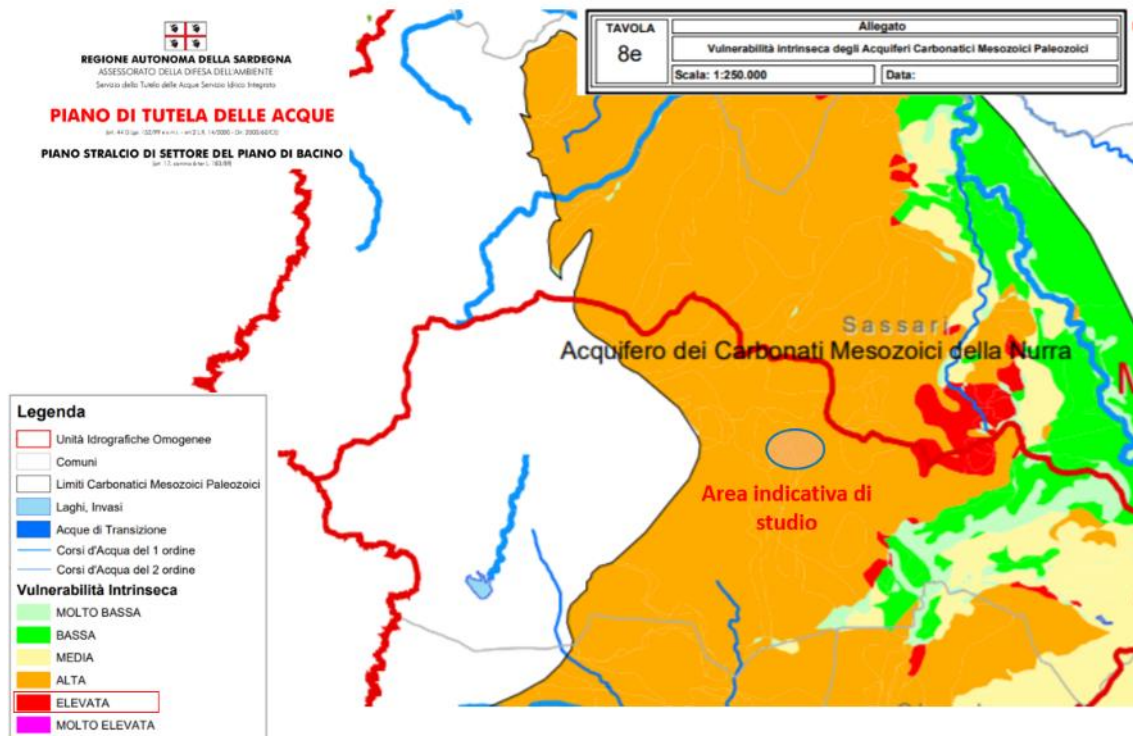 REGIONE AUTONOMA DELLA SARDEGNA
ASSESSORATO DELLA DIFESA DELL'AMBIENTE
Servizio della Tutela delle Acque Servizio Idrico Integrato
PIANO DI TUTELA DELLE ACQUE
PIANO STRALCIO DI SETTORE DEL PIANO DI BACINO
TAVOLA
8e
Allegato
Vulnerabilità intrinseca degli Acquiferi Carbonatici Mesozoici Paleozoici
Scala: 1:250.000
Data:
Sassari
Acquifero dei Carbonati Mesozoici della Nurra
Area indicativa di
studio
Legenda
Unità Idrografiche Omogenee
Comuni
Limiti Carbonatici Mesozoici Paleozoici
Laghi, Invasi
Acque di Transizione
Corsi d'Acqua del 1 ordine
Corsi d'Acqua del 2 ordine
Vulnerabilità Intrinseca
MOLTO BASSA
BASSA
MEDIA
ALTA
ELEVATA
MOLTO ELEVATA